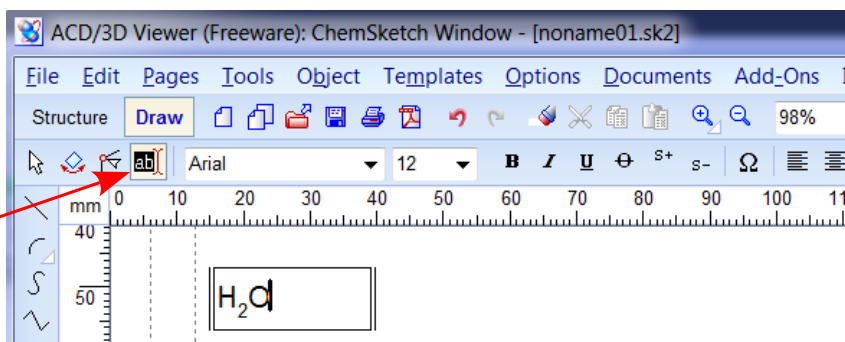 ACD/3D Viewer (Freeware): ChemSketch Window - [noname01.sk2]
File Edit Pages Tools Object Templates Options Documents Add-Ons
Structure Draw 98%
ab Arial 12 B I U O S+ S- Ω
mm 0 10 20 30 40 50 60 70 80 90 100 11
40
50
H₂O